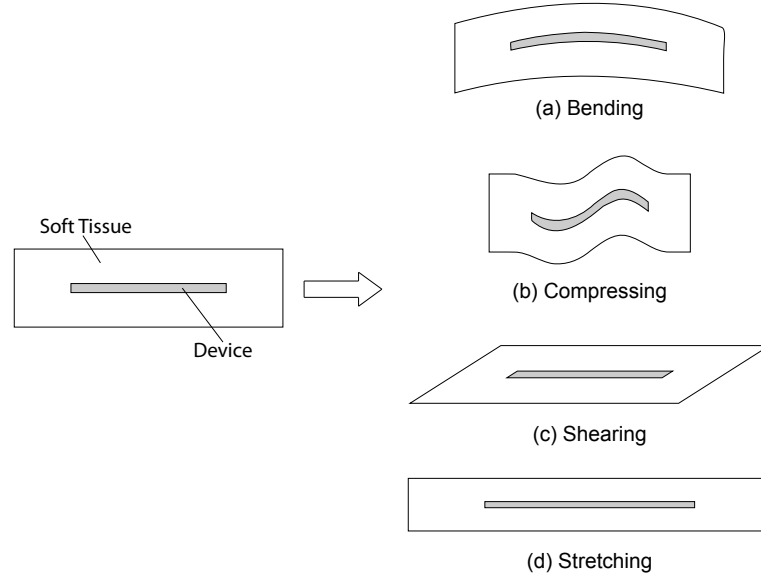 (a) Bending
Soft Tissue
(b) Compressing
Device
(c) Shearing
(d) Stretching